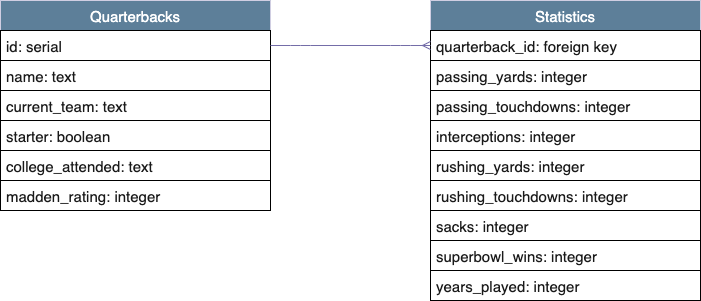 Quarterbacks
id: serial
name: text
current_team: text
starter: boolean
college_attended: text
madden_rating: integer
Statistics
quarterback_id: foreign key
passing_yards: integer
passing_touchdowns: integer
interceptions: integer
rushing_yards: integer
rushing_touchdowns: integer
sacks: integer
superbowl_wins: integer
years_played: integer